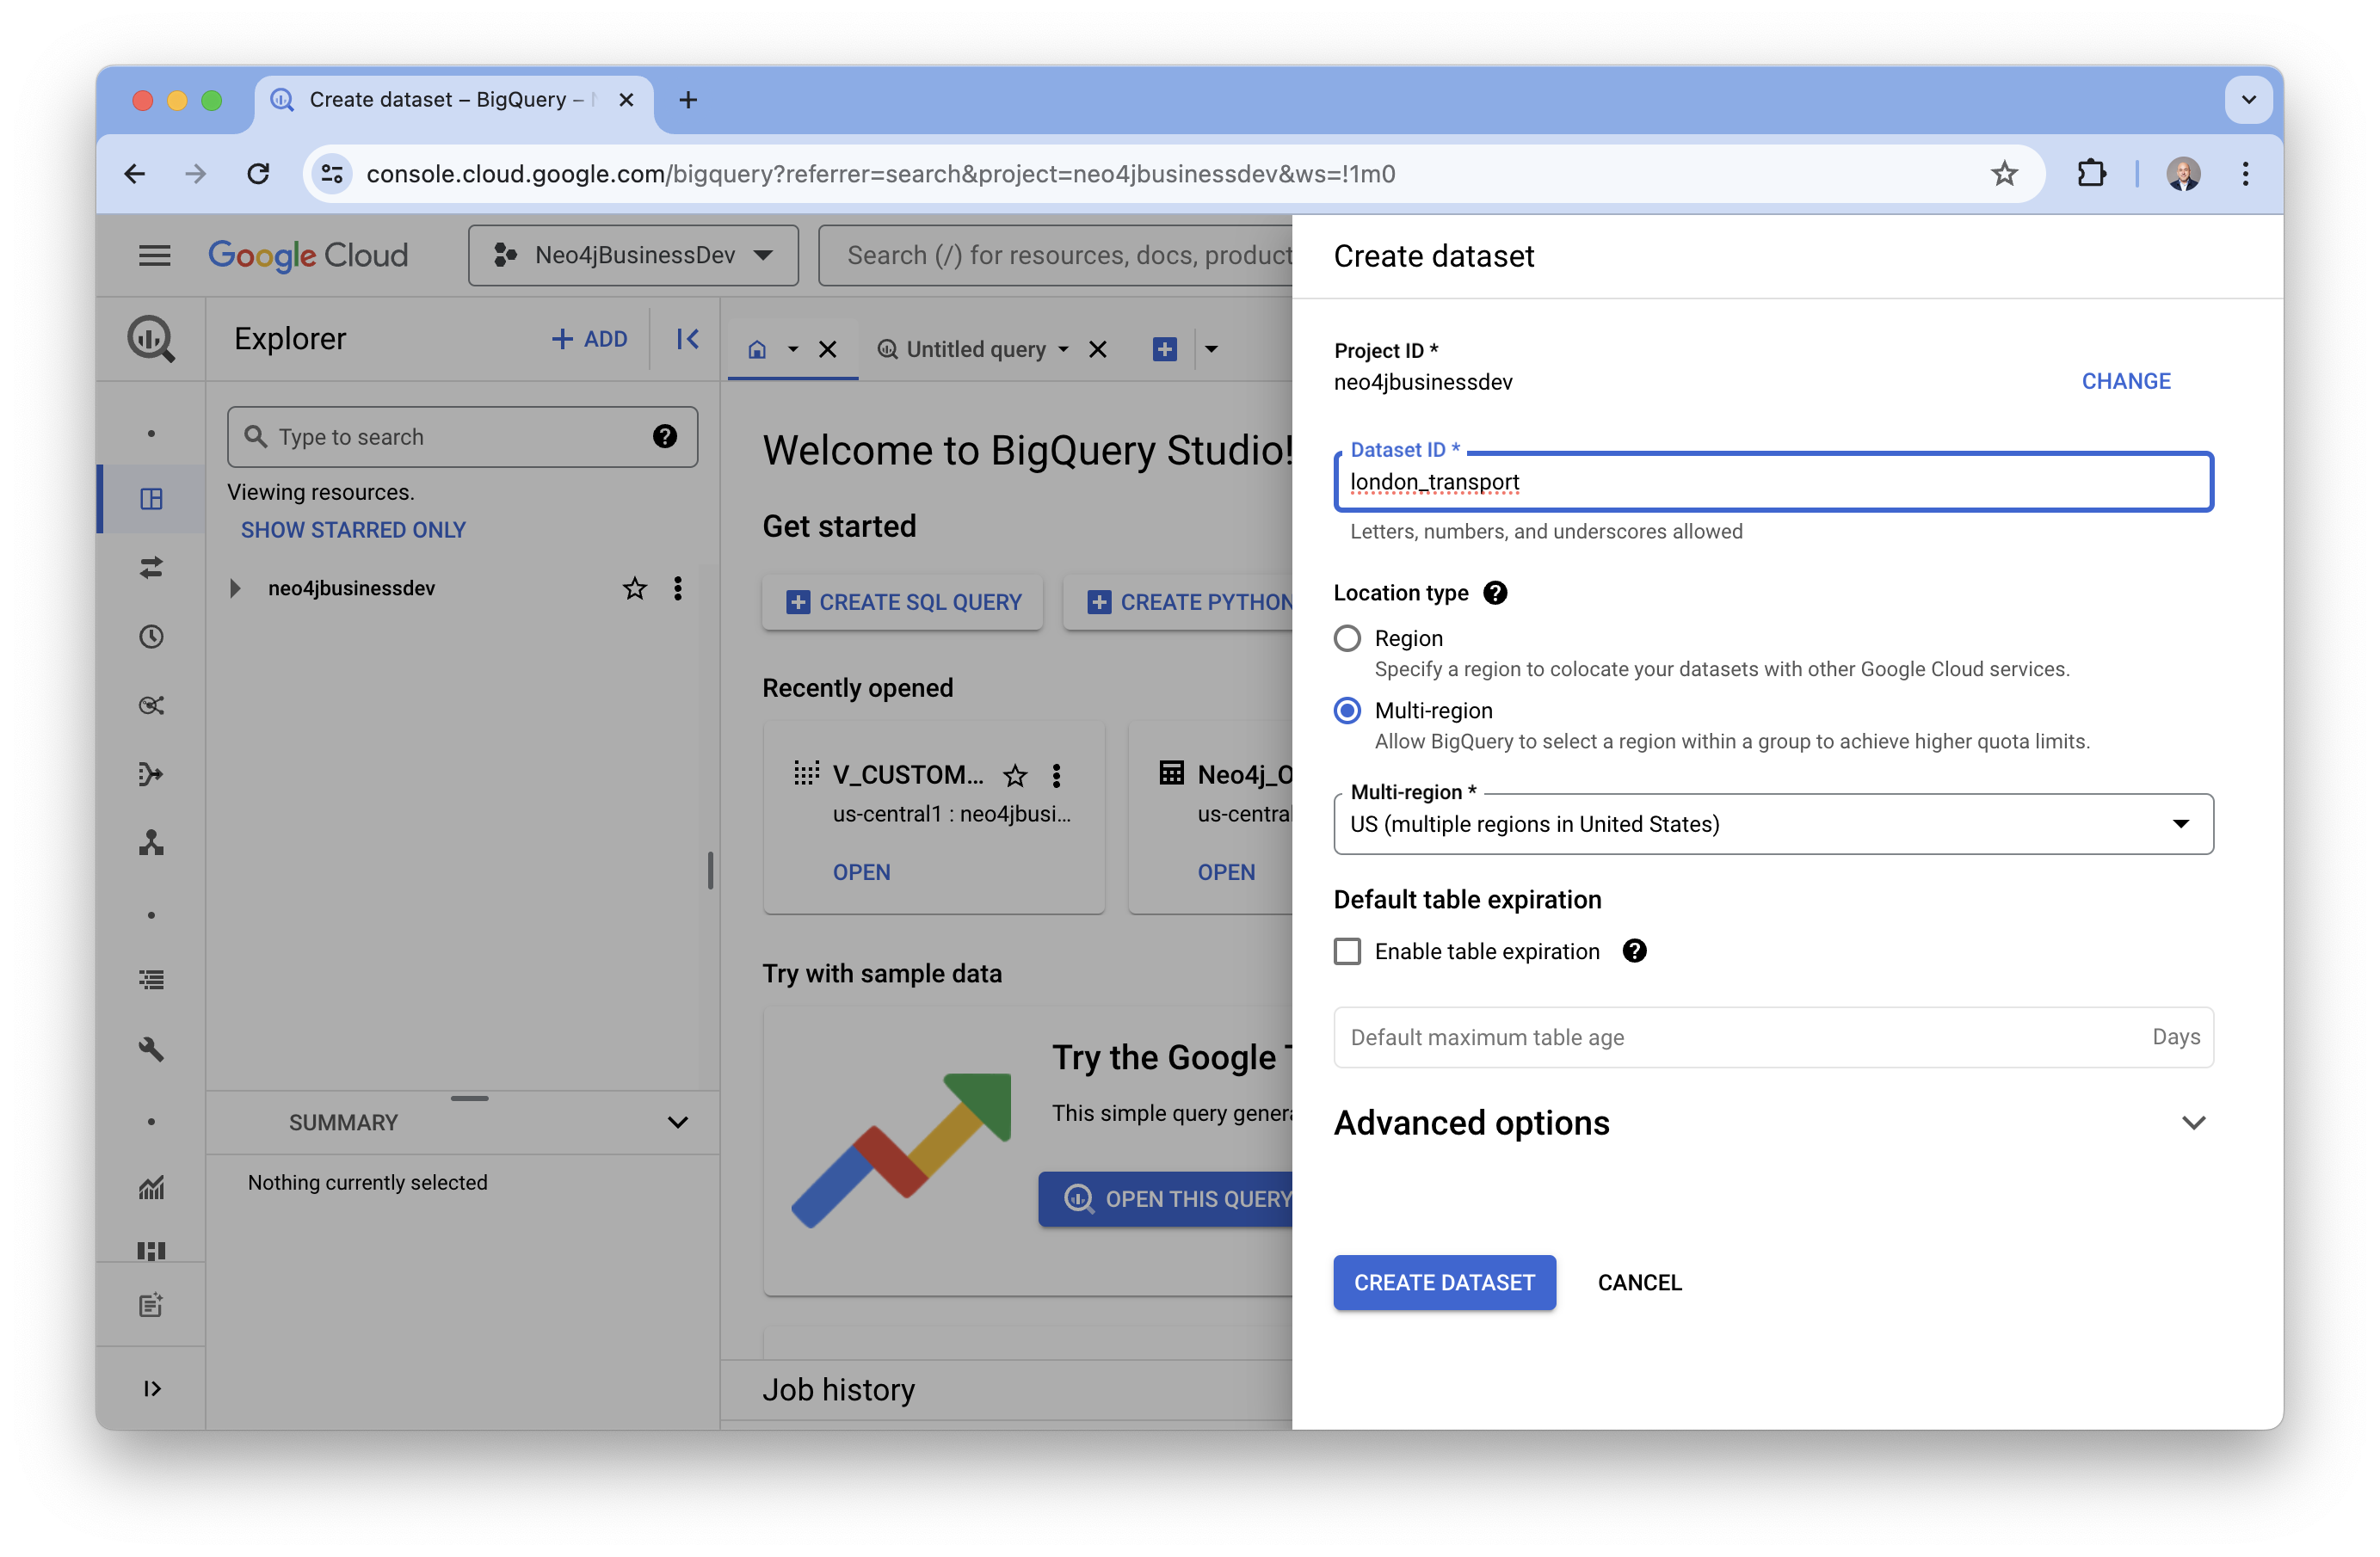 Create dataset – BigQuery –
console.cloud.google.com/bigquery?referrer=search&project=neo4jbusinessdev&ws=!1m0
Google Cloud
Neo4jBusinessDev
Search (/) for resources, docs, product
Explorer
ADD
Untitled query
Type to search
Viewing resources.
SHOW STARRED ONLY
neo4jbusinessdev
SUMMARY
Nothing currently selected
Welcome to BigQuery Studio!
Get started
CREATE SQL QUERY
CREATE PYTHON
Recently opened
V_CUSTOM...
us-central1 : neo4jbusi...
OPEN
Neo4j_O
us-central
OPEN
Try with sample data
Try the Google T
This simple query genera
OPEN THIS QUERY
Job history
Create dataset
Project ID *
neo4jbusinessdev
CHANGE
Dataset ID *
london_transport
Letters, numbers, and underscores allowed
Location type
Region
Specify a region to colocate your datasets with other Google Cloud services.
Multi-region
Allow BigQuery to select a region within a group to achieve higher quota limits.
Multi-region *
US (multiple regions in United States)
Default table expiration
Enable table expiration
Default maximum table age
Days
Advanced options
CREATE DATASET
CANCEL